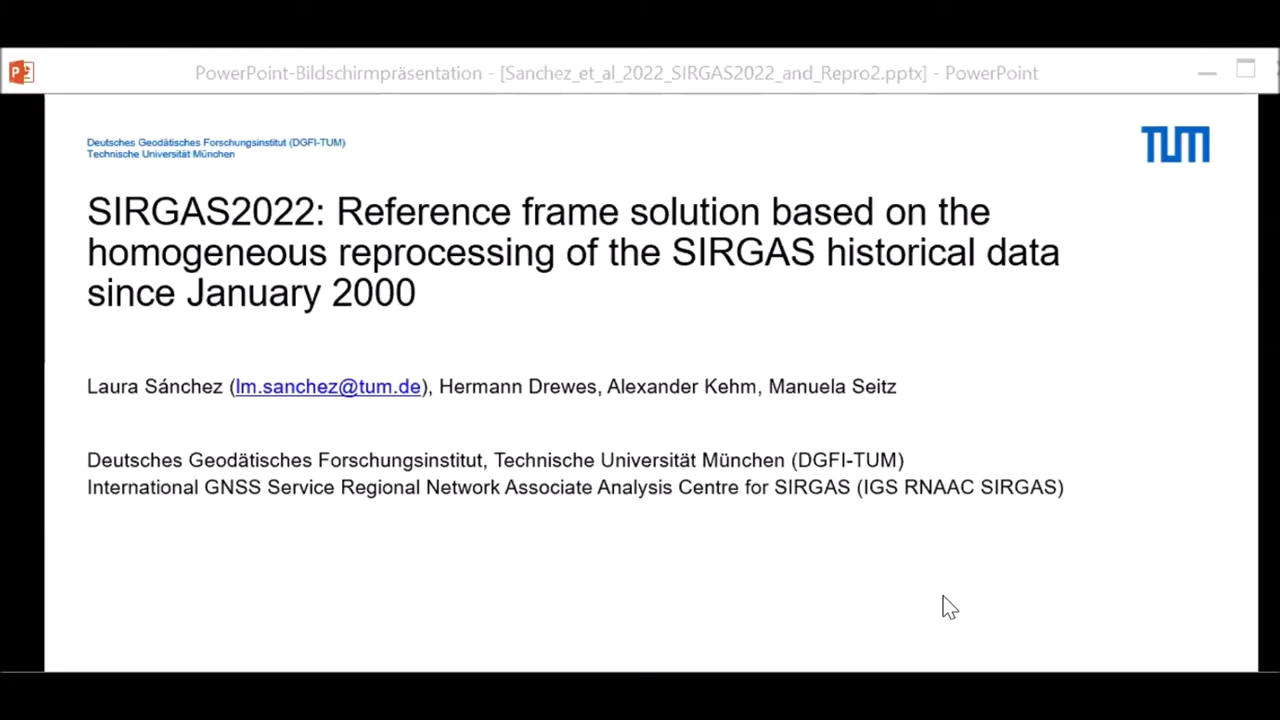 PowerPoint-Bildschirmpräsentation - [Sanchez_et_al_2022_SIRGAS2022_and_Repro2.pptx] - PowerPoint
Deutsches Geodätisches Forschungsinstitut (DGFI-TUM)
Technische Universität München
TUM
SIRGAS2022: Reference frame solution based on the
homogeneous reprocessing of the SIRGAS historical data
since January 2000
Laura Sánchez (lm.sanchez@tum.de), Hermann Drewes, Alexander Kehm, Manuela Seitz
Deutsches Geodätisches Forschungsinstitut, Technische Universität München (DGFI-TUM)
International GNSS Service Regional Network Associate Analysis Centre for SIRGAS (IGS RNAAC SIRGAS)